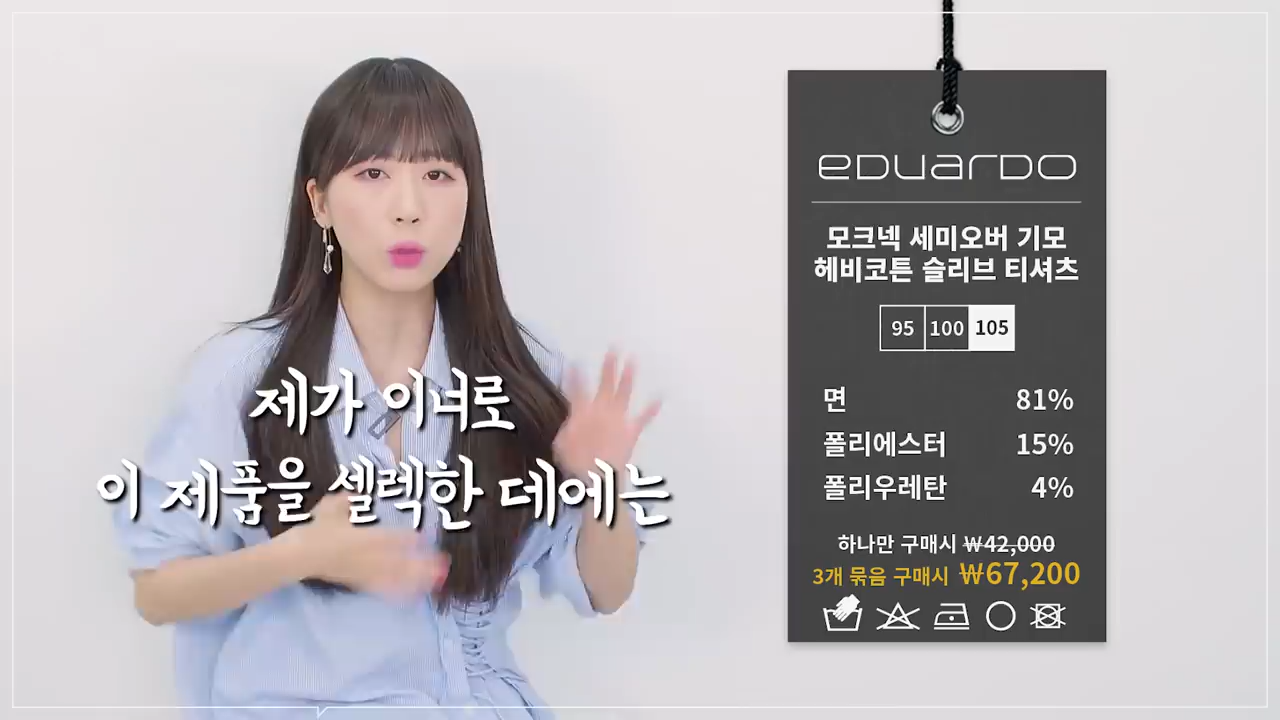 제가 이너로
이 제품을 셀렉한 데에는
eDUarDO
모크넥 세미오버 기모
헤비코튼 슬리브 티셔츠
95 100 105
면 81%
폴리에스터 15%
폴리우레탄 4%
하나만 구매시 ₩42,000
3개 묶음 구매시 ₩67,200